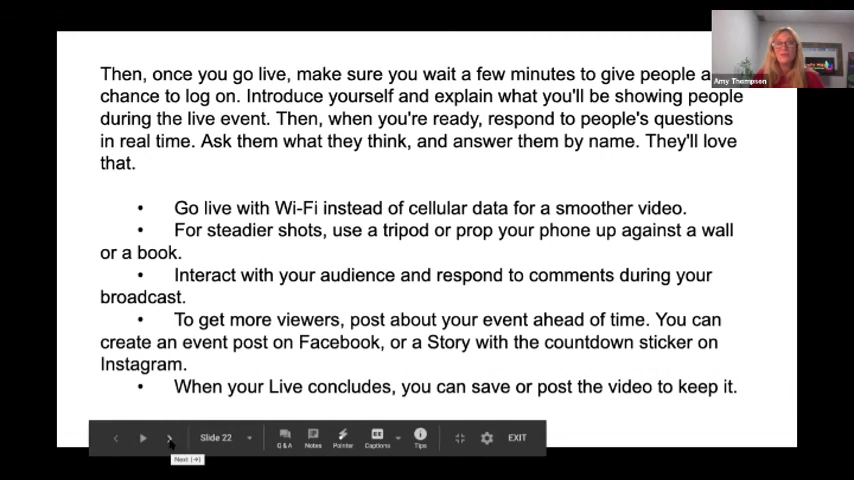 Then, once you go live, make sure you wait a few minutes to give people a
chance to log on. Introduce yourself and explain what you'll be showing people
during the live event. Then, when you're ready, respond to people's questions
in real time. Ask them what they think, and answer them by name. They'll love
that.
• Go live with Wi-Fi instead of cellular data for a smoother video.
• For steadier shots, use a tripod or prop your phone up against a wall
or a book.
• Interact with your audience and respond to comments during your
broadcast.
• To get more viewers, post about your event ahead of time. You can
create an event post on Facebook, or a Story with the countdown sticker on
Instagram.
• When your Live concludes, you can save or post the video to keep it.
Amy Thompson
Slide 22
Q & A
Notes
Pointer
CC
Captions
Tips
EXIT
Next (→)